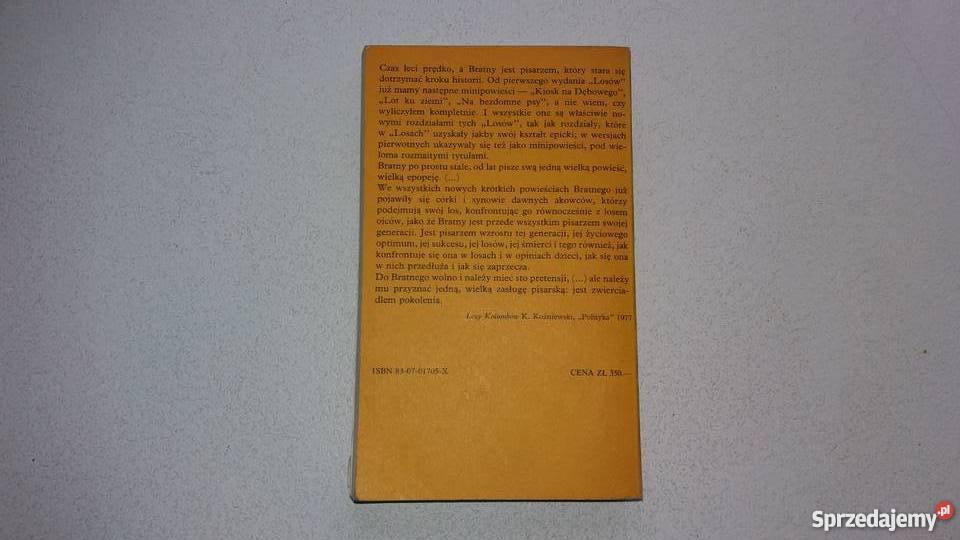 Czas leci prędko, a Bratny jest pisarzem, który stara się
dotrzymać kroku historii. Od pierwszego wydania „Losów”
już mamy następne minipowieści — „Kiosk na Dębowego”,
„Lot ku ziemi”, „Na bezdomne psy”, a nie wiem, czy
wyliczyłem kompletnie. I wszystkie one są właściwie no-
wymi rozdziałami tych „Losów”, tak jak rozdziały, które
w „Losach” uzyskały jakby swój kształt epicki; w wersjach
pierwotnych ukazywały się też jako minipowieści, pod wie-
loma rozmaitymi tytułami.
Bratny po prostu stale, od lat pisze swą jedną wielką powieść,
wielką epopeję. (...)
We wszystkich nowych krótkich powieściach Bratnego już
pojawiły się córki i synowie dawnych akowców, którzy
podejmują swój los, konfrontując go równocześnie z losem
ojców, jako że Bratny jest przede wszystkim pisarzem swojej
generacji. Jest pisarzem wzrostu tej generacji, jej życiowego
optimum, jej sukcesu, jej losów, jej śmierci i tego również, jak
konfrontuje się ona w losach i w opiniach dzieci, jak się ona
w nich przedłuża i jak się zaprzecza.
Do Bratnego wolno i należy mieć sto pretensji, (...) ale należy
mu przyznać jedną, wielką zasługę pisarską: jest zwiercia-
dłem pokolenia.
Losy Kolumbów K. Koźniewski, „Polityka” 1977
ISBN 83-07-01705-X
CENA ZŁ 350.—
Sprzedajemy.pl